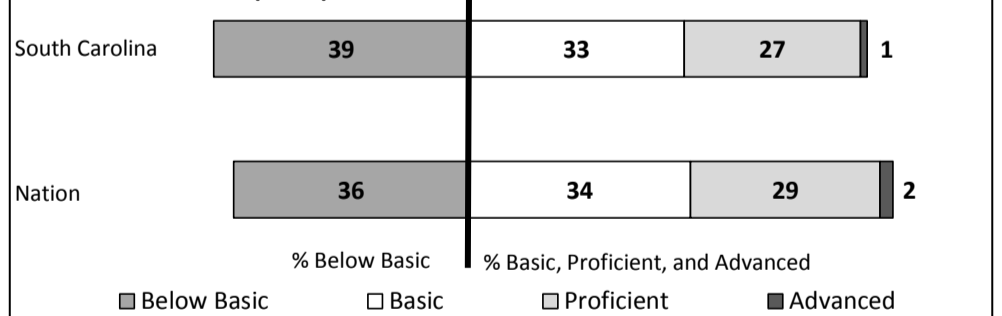 South Carolina 39 33 27 1
Nation 36 34 29 2
% Below Basic % Basic, Proficient, and Advanced
Below Basic Basic Proficient Advanced